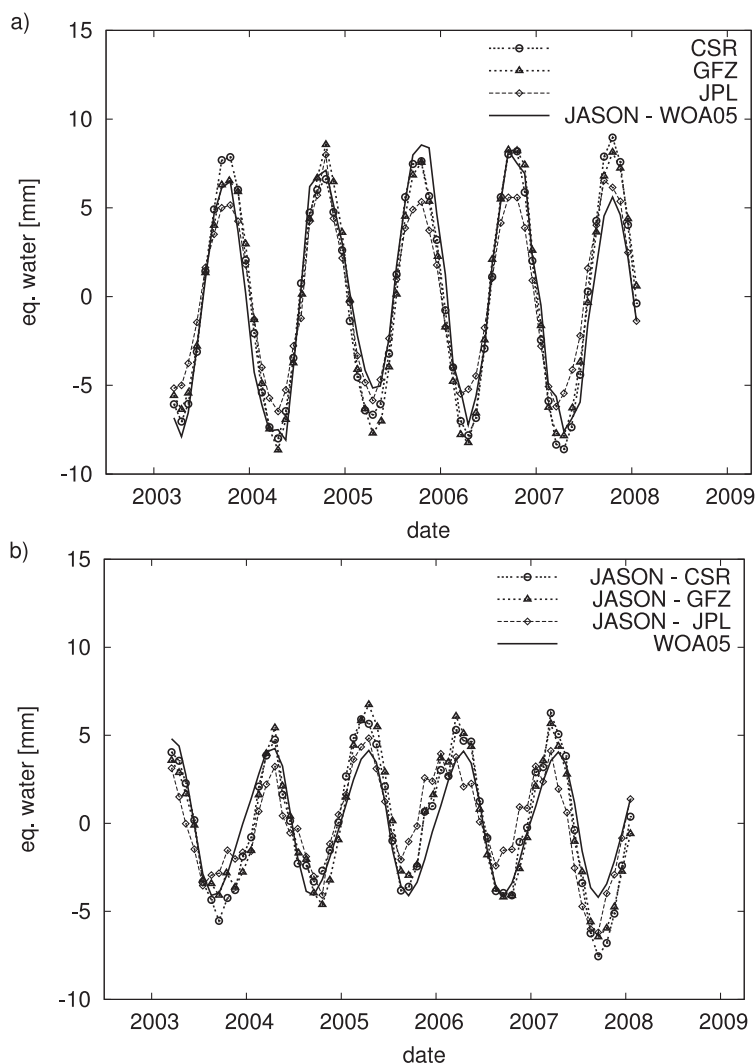 a)
15
10
5
0
-5
-10
eq. water [mm]
CSR
GFZ
JPL
JASON - WOA05
2003 2004 2005 2006 2007 2008 2009
date
b)
15
10
5
0
-5
-10
eq. water [mm]
JASON - CSR
JASON - GFZ
JASON - JPL
WOA05
2003 2004 2005 2006 2007 2008 2009
date